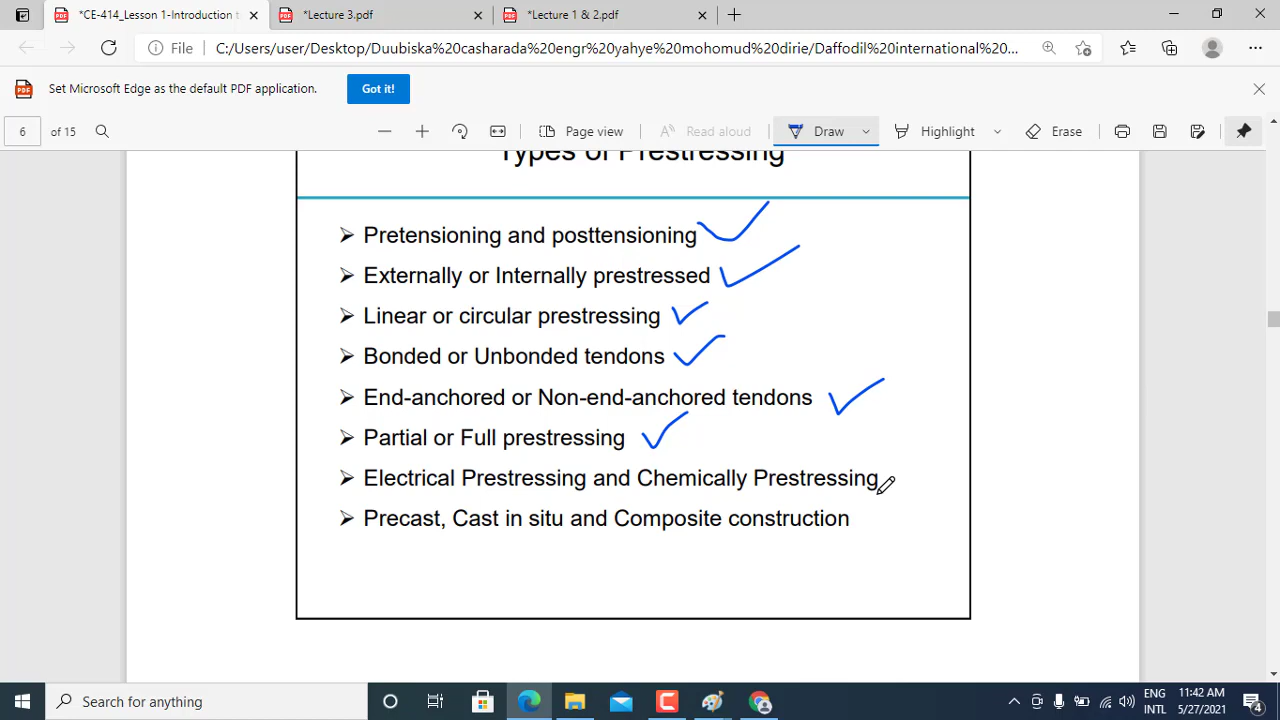 *CE-414_Lesson 1-Introduction t
*Lecture 3.pdf
*Lecture 1 & 2.pdf
File
C:/Users/user/Desktop/Duubiska%20casharada%20engr%20yahye%20mohomud%20dirie/Daffodil%20international%20...
Set Microsoft Edge as the default PDF application.
Got it!
6 of 15
Page view
Read aloud
Draw
Highlight
Erase
Types of Prestressing
➢ Pretensioning and posttensioning
➢ Externally or Internally prestressed
➢ Linear or circular prestressing
➢ Bonded or Unbonded tendons
➢ End-anchored or Non-end-anchored tendons
➢ Partial or Full prestressing
➢ Electrical Prestressing and Chemically Prestressing
➢ Precast, Cast in situ and Composite construction
Search for anything
ENG
INTL
11:42 AM
5/27/2021
4